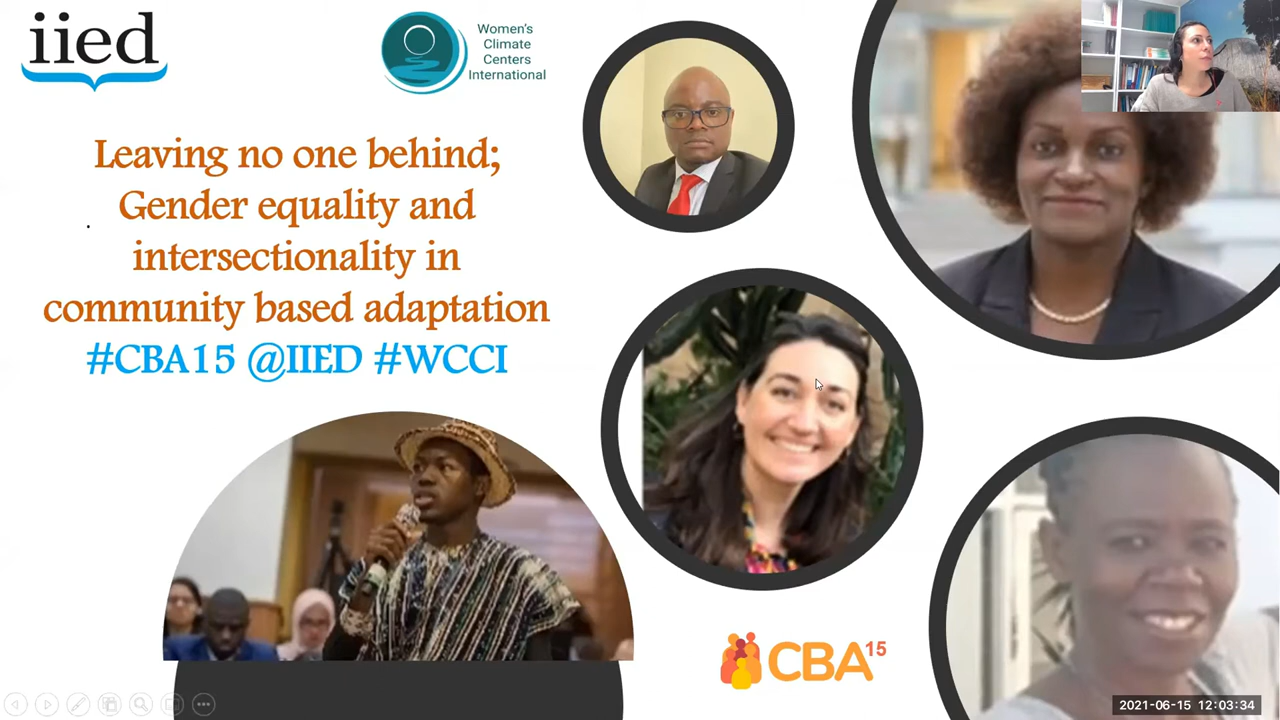 iied
Women's
Climate
Centers
International
Leaving no one behind;
Gender equality and
intersectionality in
community based adaptation
#CBA15 @IIED #WCCI
CBA15
2021-06-15 12:03:34